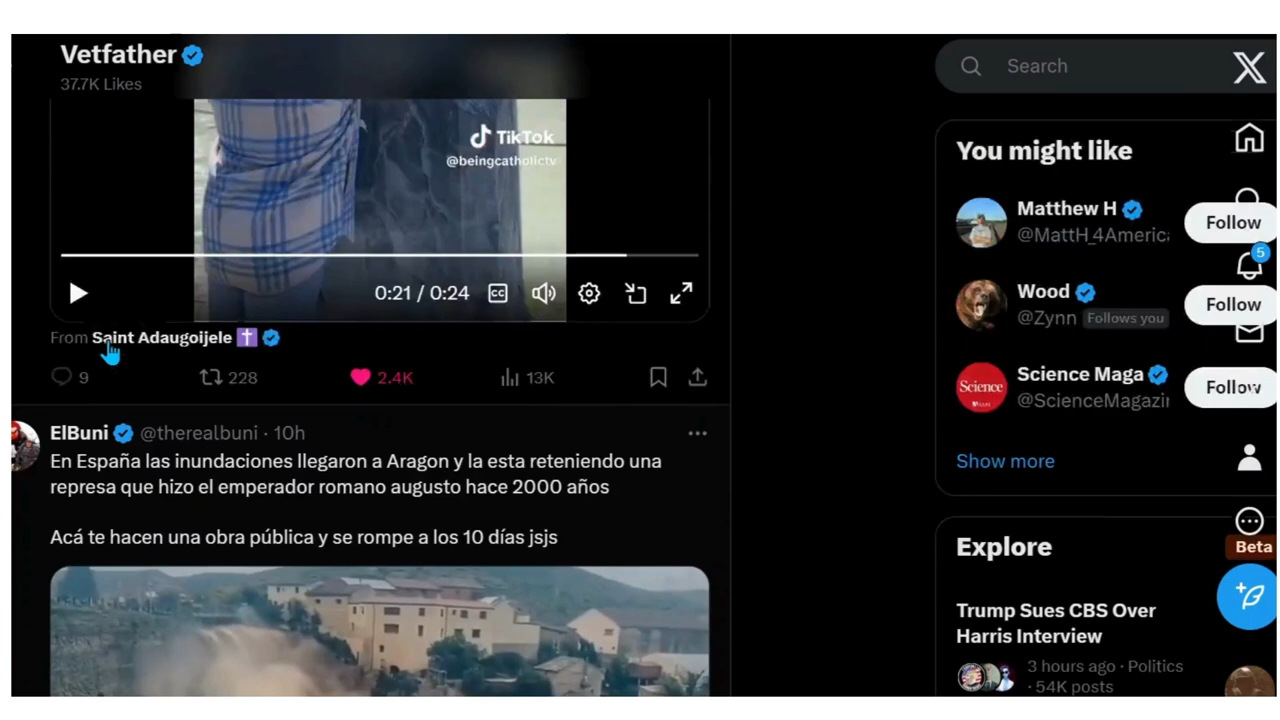 Vetfather
37.7K Likes
TikTok
@beingcatholictv
0:21 / 0:24
CC
From Saint Adaugoijele
9
228
2.4K
13K
ElBuni @therealbuni · 10h
En España las inundaciones llegaron a Aragon y la esta reteniendo una
represa que hizo el emperador romano augusto hace 2000 años
Acá te hacen una obra pública y se rompe a los 10 días jsjs
Search
You might like
Matthew H
@MattH_4Americ
Follow
5
Wood
@Zynn Follows you
Follow
Science
Science Maga
@ScienceMagazi
Follow
Show more
Explore
Beta
Trump Sues CBS Over
Harris Interview
3 hours ago · Politics
· 54K posts